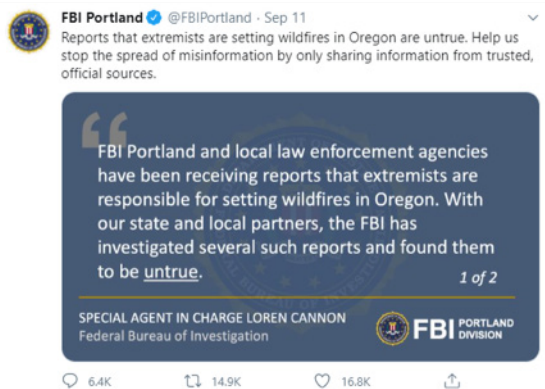 FBI Portland @FBIPortland · Sep 11
Reports that extremists are setting wildfires in Oregon are untrue. Help us
stop the spread of misinformation by only sharing information from trusted,
official sources.
“
FBI Portland and local law enforcement agencies
have been receiving reports that extremists are
responsible for setting wildfires in Oregon. With
our state and local partners, the FBI has
investigated several such reports and found them
to be untrue.
1 of 2
SPECIAL AGENT IN CHARGE LOREN CANNON
Federal Bureau of Investigation
FBI PORTLAND
DIVISION
6.4K 14.9K 16.8K